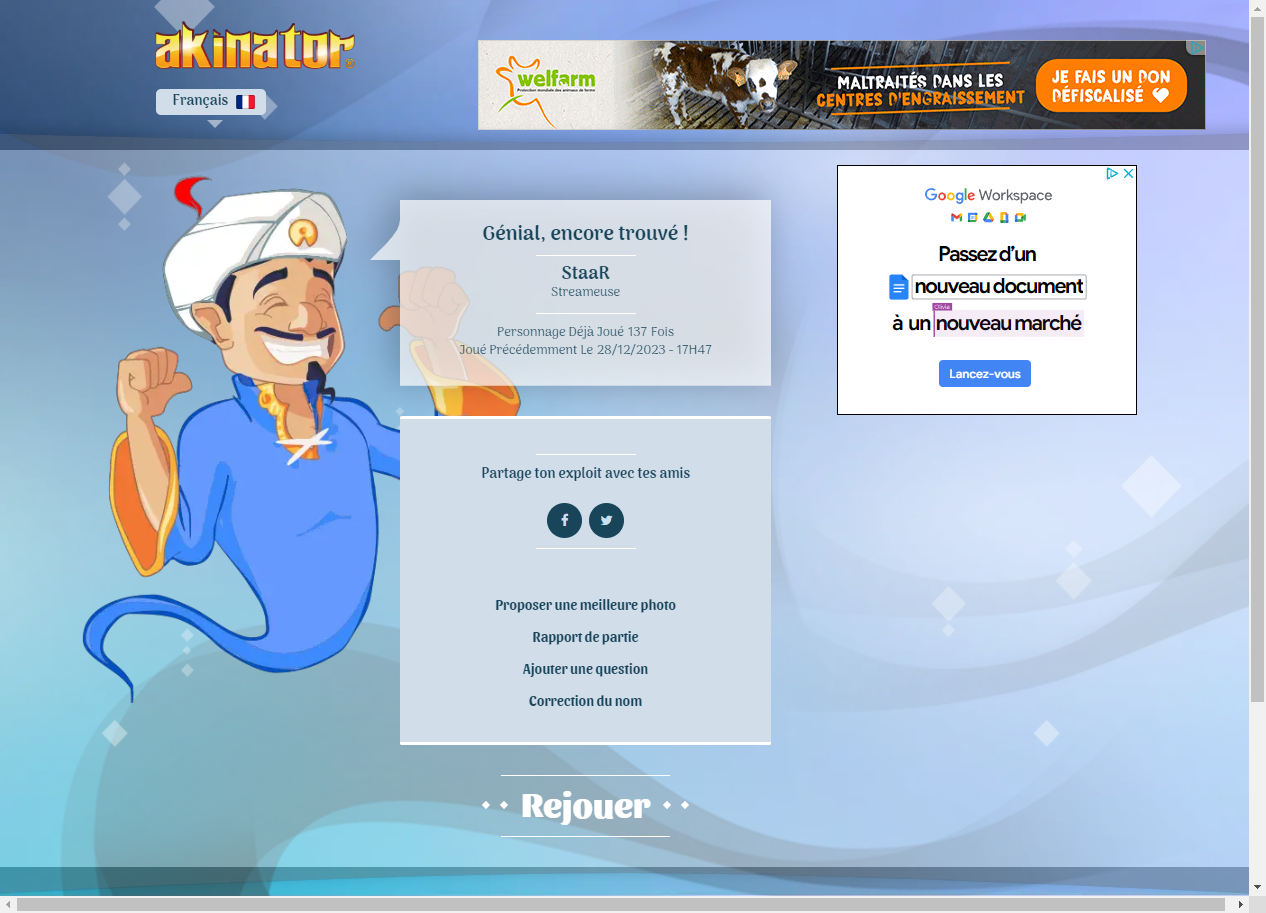 akinator
Français
welfarm
Protection mondiale des animaux de ferme
MALTRAITÉS DANS LES
CENTRES D'ENGRAISSEMENT
JE FAIS UN DON
DÉFISCALISÉ
Génial, encore trouvé !
StaaR
Streameuse
Personnage Déjà Joué 137 Fois
Joué Précédemment Le 28/12/2023 - 17H47
Google Workspace
Passez d'un
nouveau document
Olivia
à un nouveau marché
Lancez-vous
Partage ton exploit avec tes amis
Proposer une meilleure photo
Rapport de partie
Ajouter une question
Correction du nom
Rejouer